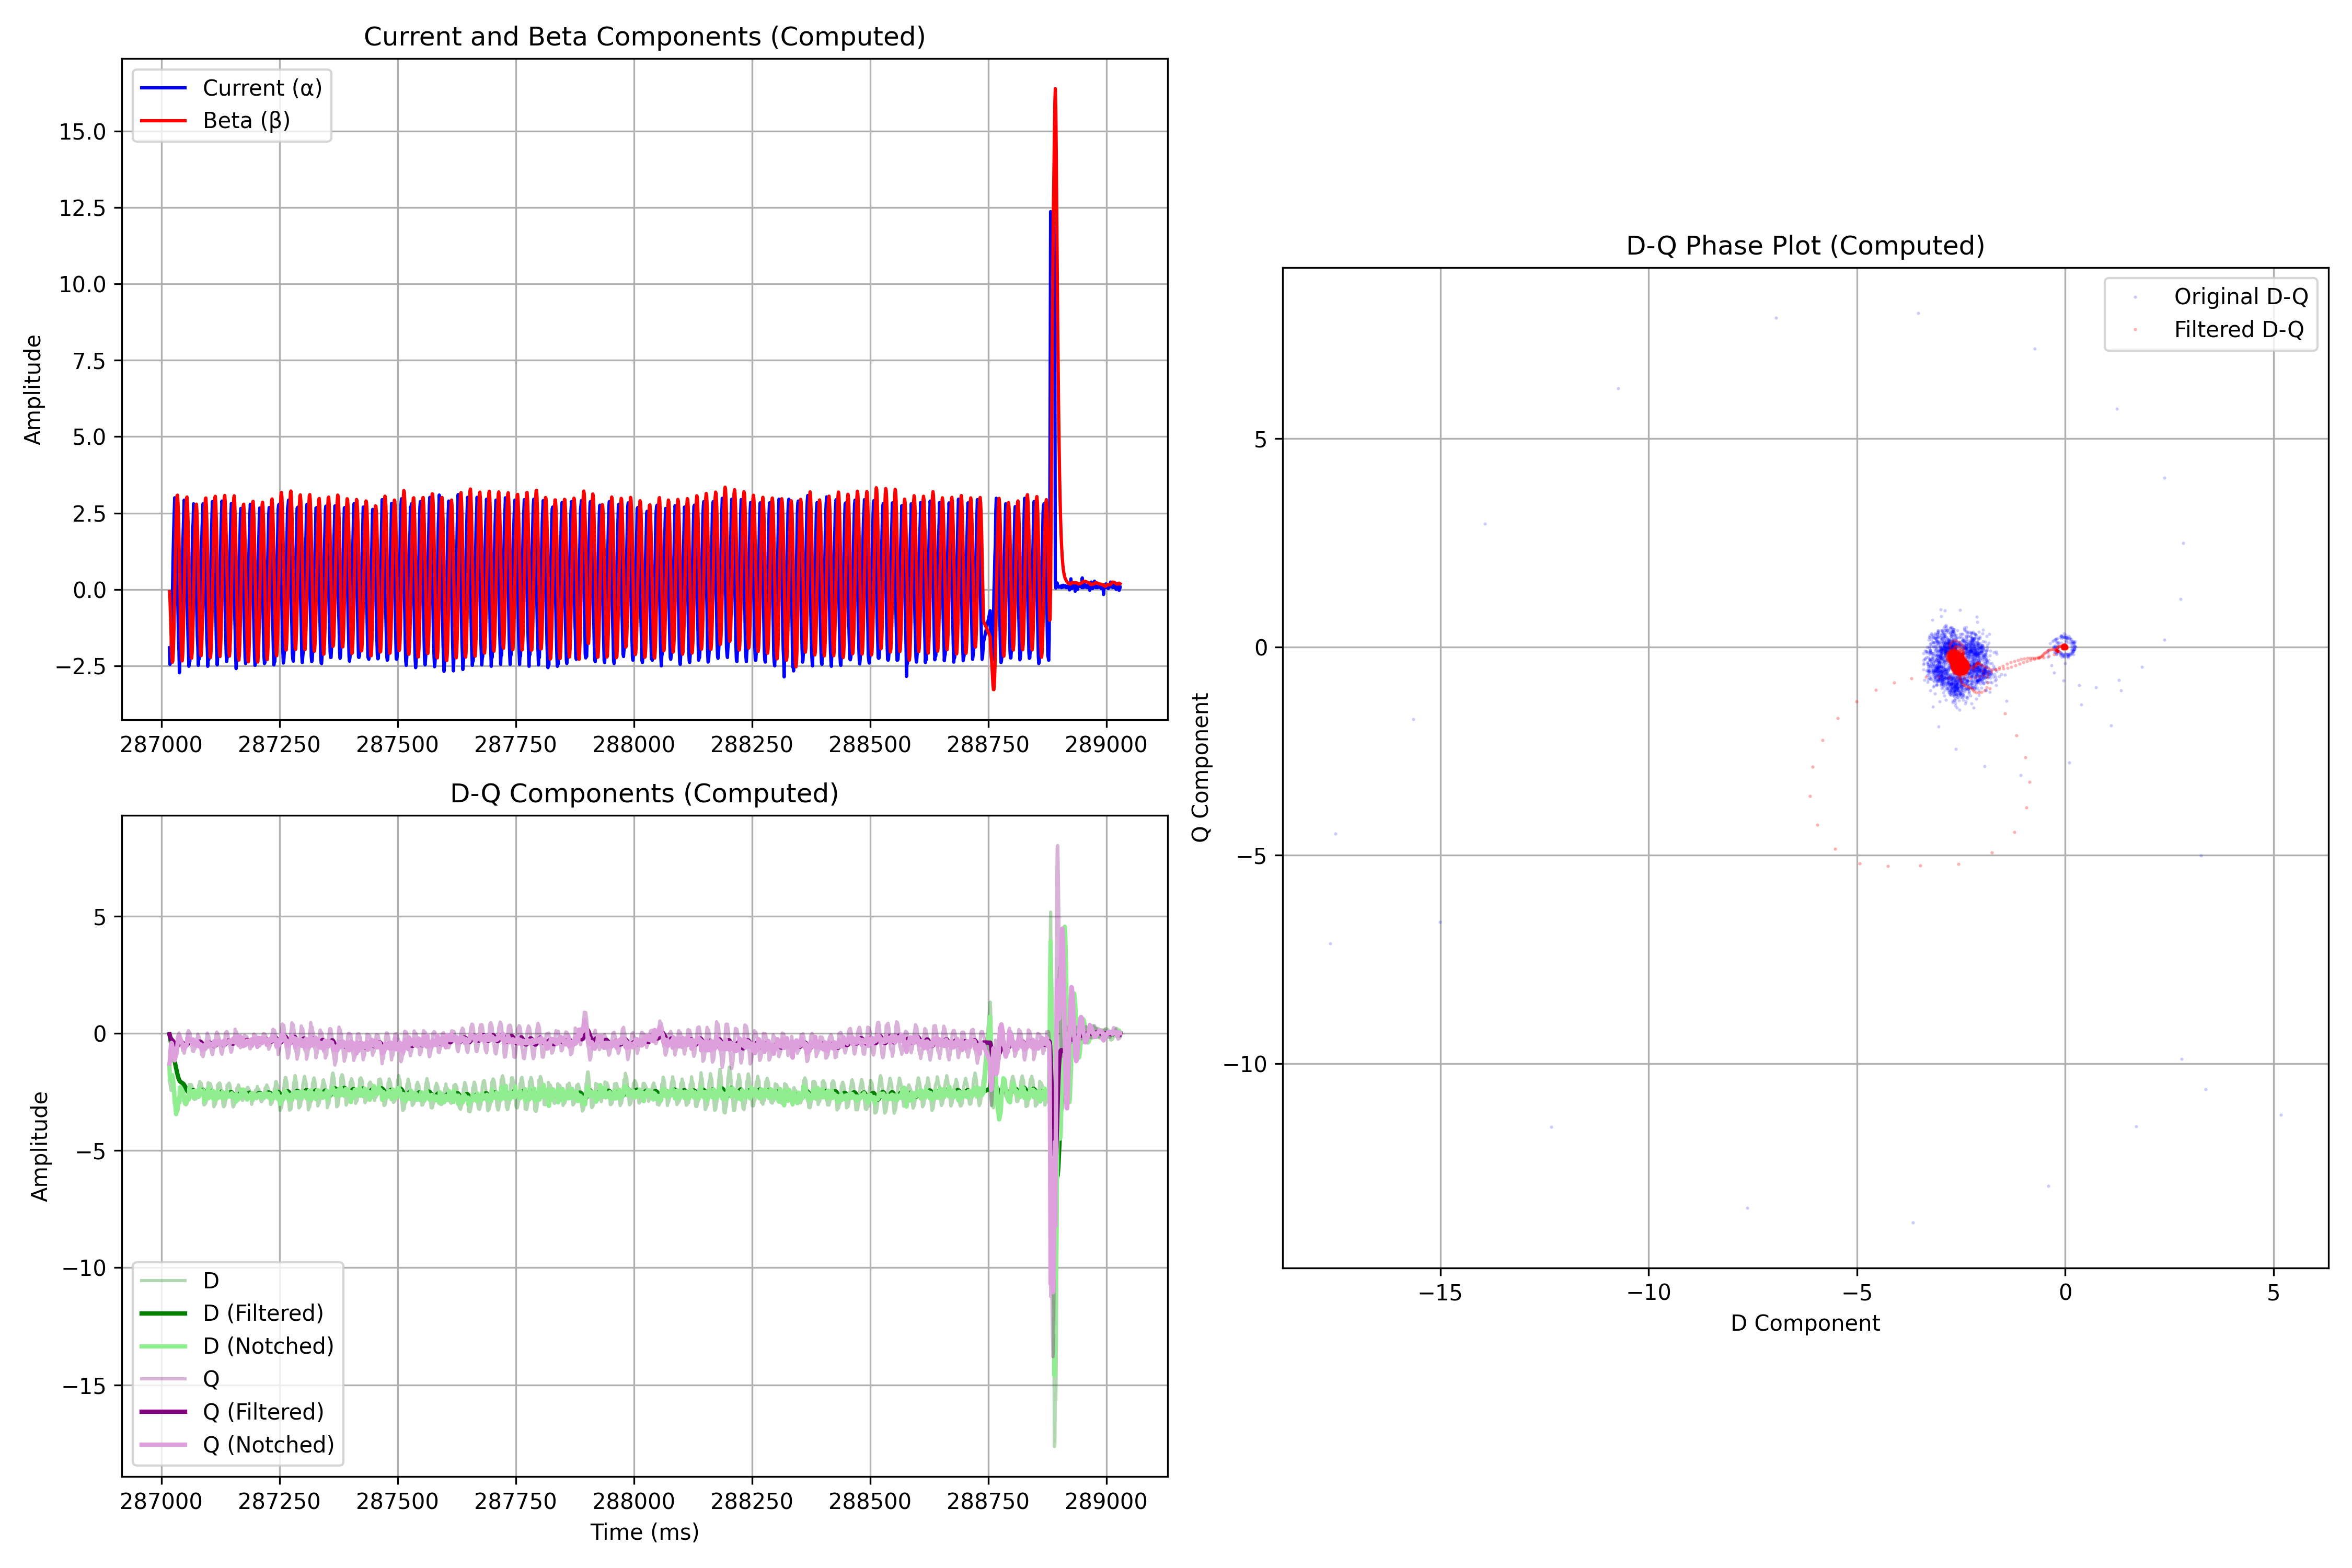 Current and Beta Components (Computed)
Current (α)
Beta (β)
Amplitude
15.0
12.5
10.0
7.5
5.0
2.5
0.0
−2.5
287000 287250 287500 287750 288000 288250 288500 288750 289000
D-Q Components (Computed)
Amplitude
5
0
−5
−10
−15
D
D (Filtered)
D (Notched)
Q
Q (Filtered)
Q (Notched)
287000 287250 287500 287750 288000 288250 288500 288750 289000
Time (ms)
D-Q Phase Plot (Computed)
Original D-Q
Filtered D-Q
Q Component
5
0
−5
−10
−15 −10 −5 0 5
D Component